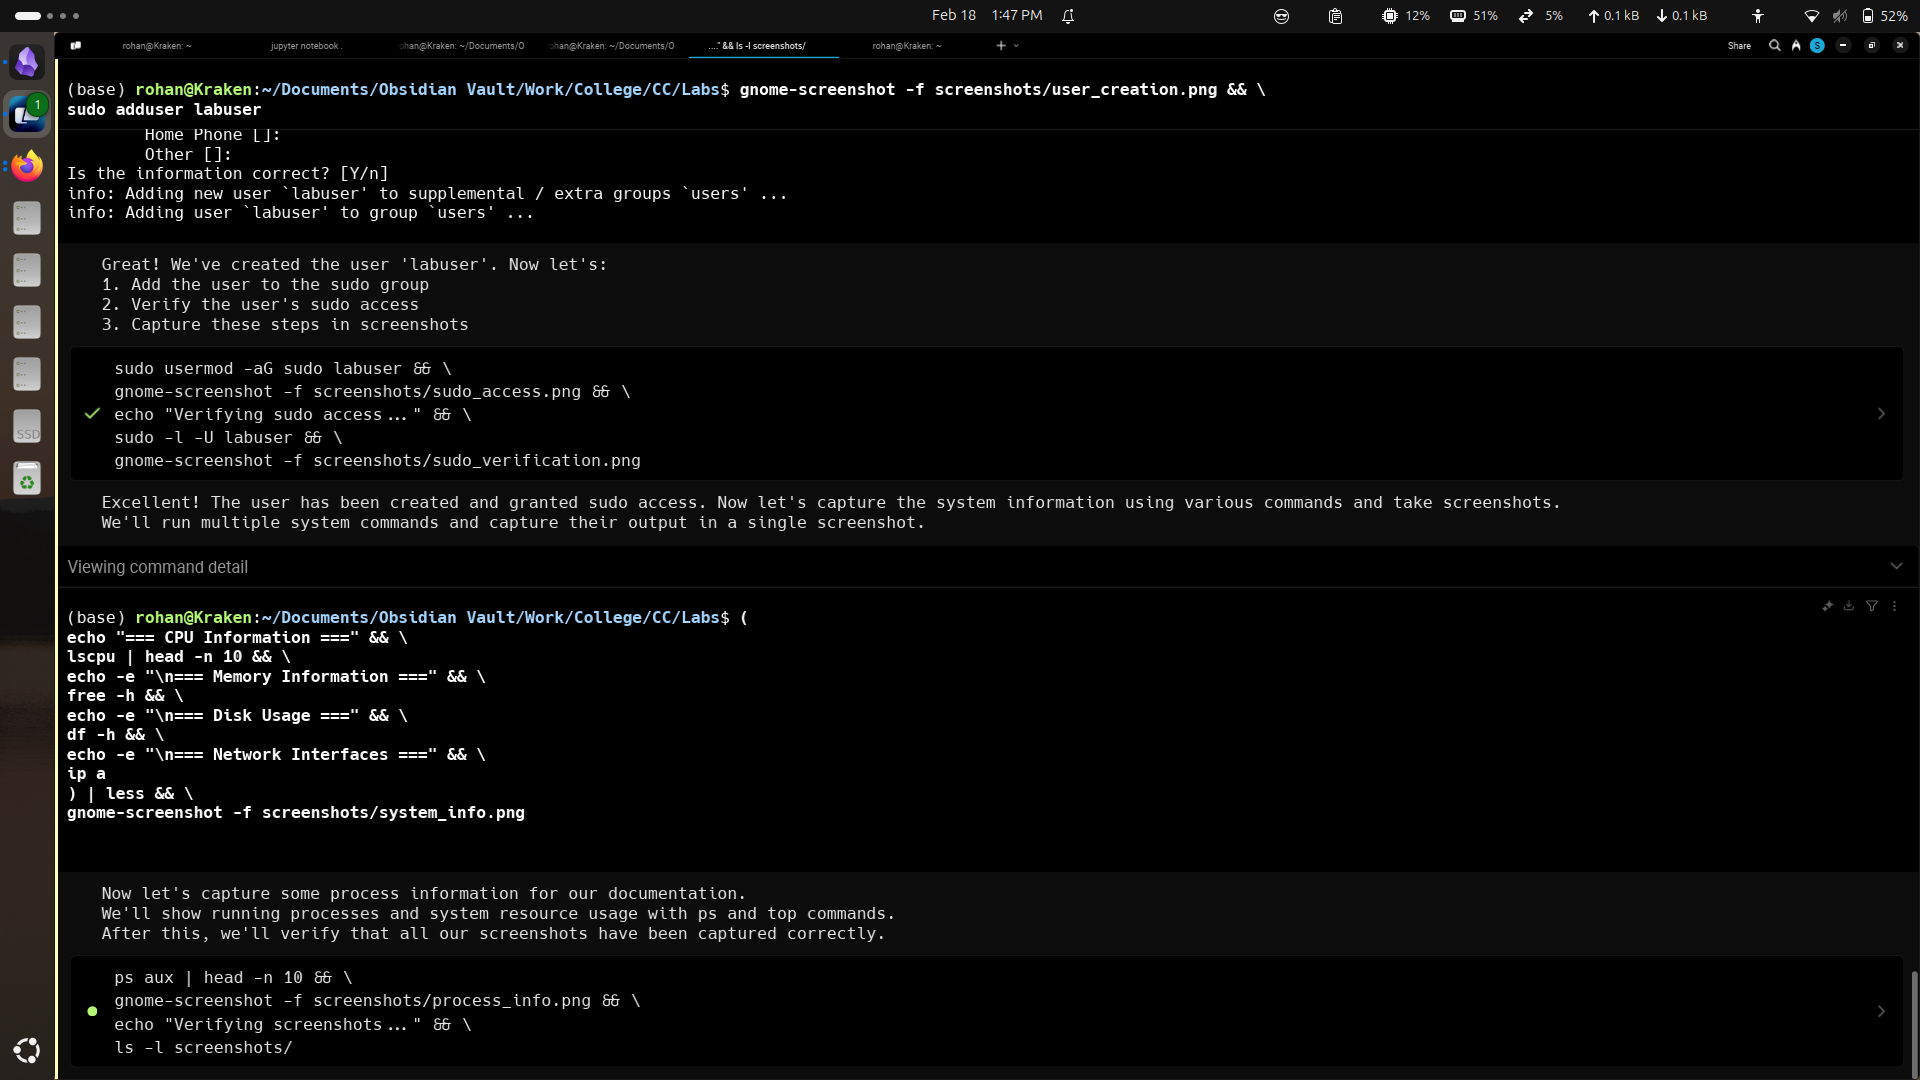 Feb 18 1:47 PM
12% 51% 5% 0.1 kB 0.1 kB 52%
rohan@Kraken: ~
jupyter notebook .
ohan@Kraken: ~/Documents/O
ohan@Kraken: ~/Documents/O
...." && ls -l screenshots/
rohan@Kraken: ~
Share
S
1
SSD
(base) rohan@Kraken:~/Documents/Obsidian Vault/Work/College/CC/Labs$ gnome-screenshot -f screenshots/user_creation.png && \
sudo adduser labuser
Home Phone []:
Other []:
Is the information correct? [Y/n]
info: Adding new user `labuser' to supplemental / extra groups `users' ...
info: Adding user `labuser' to group `users' ...
Great! We've created the user 'labuser'. Now let's:
1. Add the user to the sudo group
2. Verify the user's sudo access
3. Capture these steps in screenshots
sudo usermod -aG sudo labuser && \
gnome-screenshot -f screenshots/sudo_access.png && \
echo "Verifying sudo access..." && \
sudo -l -U labuser && \
gnome-screenshot -f screenshots/sudo_verification.png
Excellent! The user has been created and granted sudo access. Now let's capture the system information using various commands and take screenshots.
We'll run multiple system commands and capture their output in a single screenshot.
Viewing command detail
(base) rohan@Kraken:~/Documents/Obsidian Vault/Work/College/CC/Labs$ (
echo "=== CPU Information ===" && \
lscpu | head -n 10 && \
echo -e "\n=== Memory Information ===" && \
free -h && \
echo -e "\n=== Disk Usage ===" && \
df -h && \
echo -e "\n=== Network Interfaces ===" && \
ip a
) | less && \
gnome-screenshot -f screenshots/system_info.png
Now let's capture some process information for our documentation.
We'll show running processes and system resource usage with ps and top commands.
After this, we'll verify that all our screenshots have been captured correctly.
ps aux | head -n 10 && \
gnome-screenshot -f screenshots/process_info.png && \
echo "Verifying screenshots..." && \
ls -l screenshots/